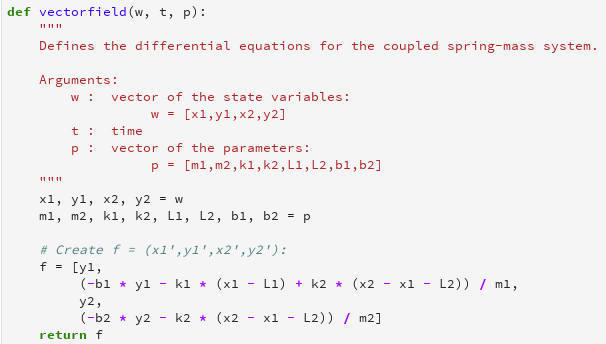 def vectorfield(w, t, p):
    """
    Defines the differential equations for the coupled spring-mass system.

    Arguments:
        w :  vector of the state variables:
                  w = [x1,y1,x2,y2]
        t :  time
        p :  vector of the parameters:
                  p = [m1,m2,k1,k2,L1,L2,b1,b2]
    """
    x1, y1, x2, y2 = w
    m1, m2, k1, k2, L1, L2, b1, b2 = p

    # Create f = (x1',y1',x2',y2'):
    f = [y1,
         (-b1 * y1 - k1 * (x1 - L1) + k2 * (x2 - x1 - L2)) / m1,
         y2,
         (-b2 * y2 - k2 * (x2 - x1 - L2)) / m2]
    return f